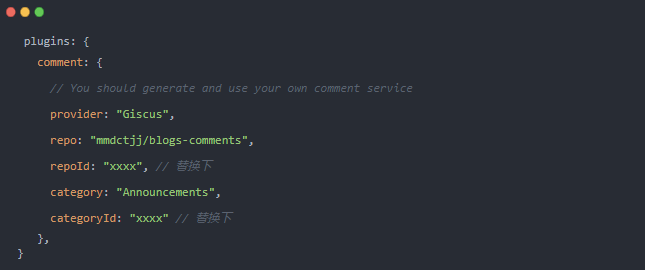 plugins: {
comment: {
// You should generate and use your own comment service
provider: "Giscus",
repo: "mmdctjj/blogs-comments",
repoId: "xxxx", // 替换下
category: "Announcements",
categoryId: "xxxx" // 替换下
},
}